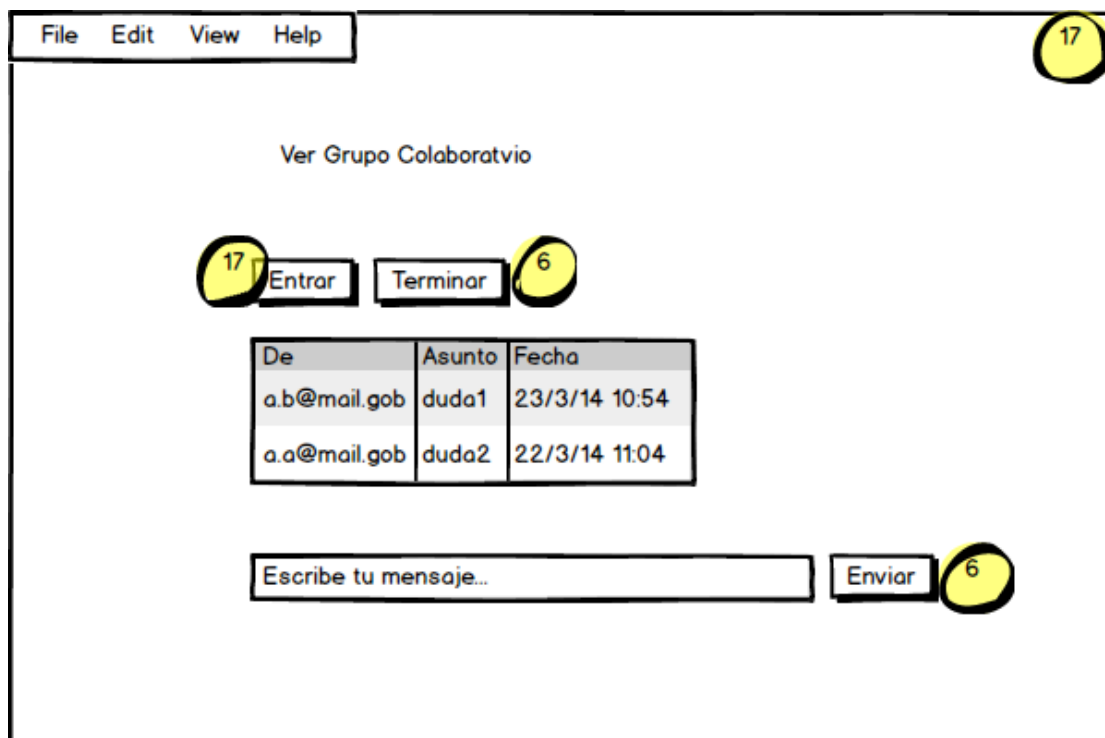 File Edit View Help
17
Ver Grupo Colaboratvio
17 Entrar Terminar 6
De Asunto Fecha
a.b@mail.gob duda1 23/3/14 10:54
a.a@mail.gob duda2 22/3/14 11:04
Escribe tu mensaje... Enviar 6